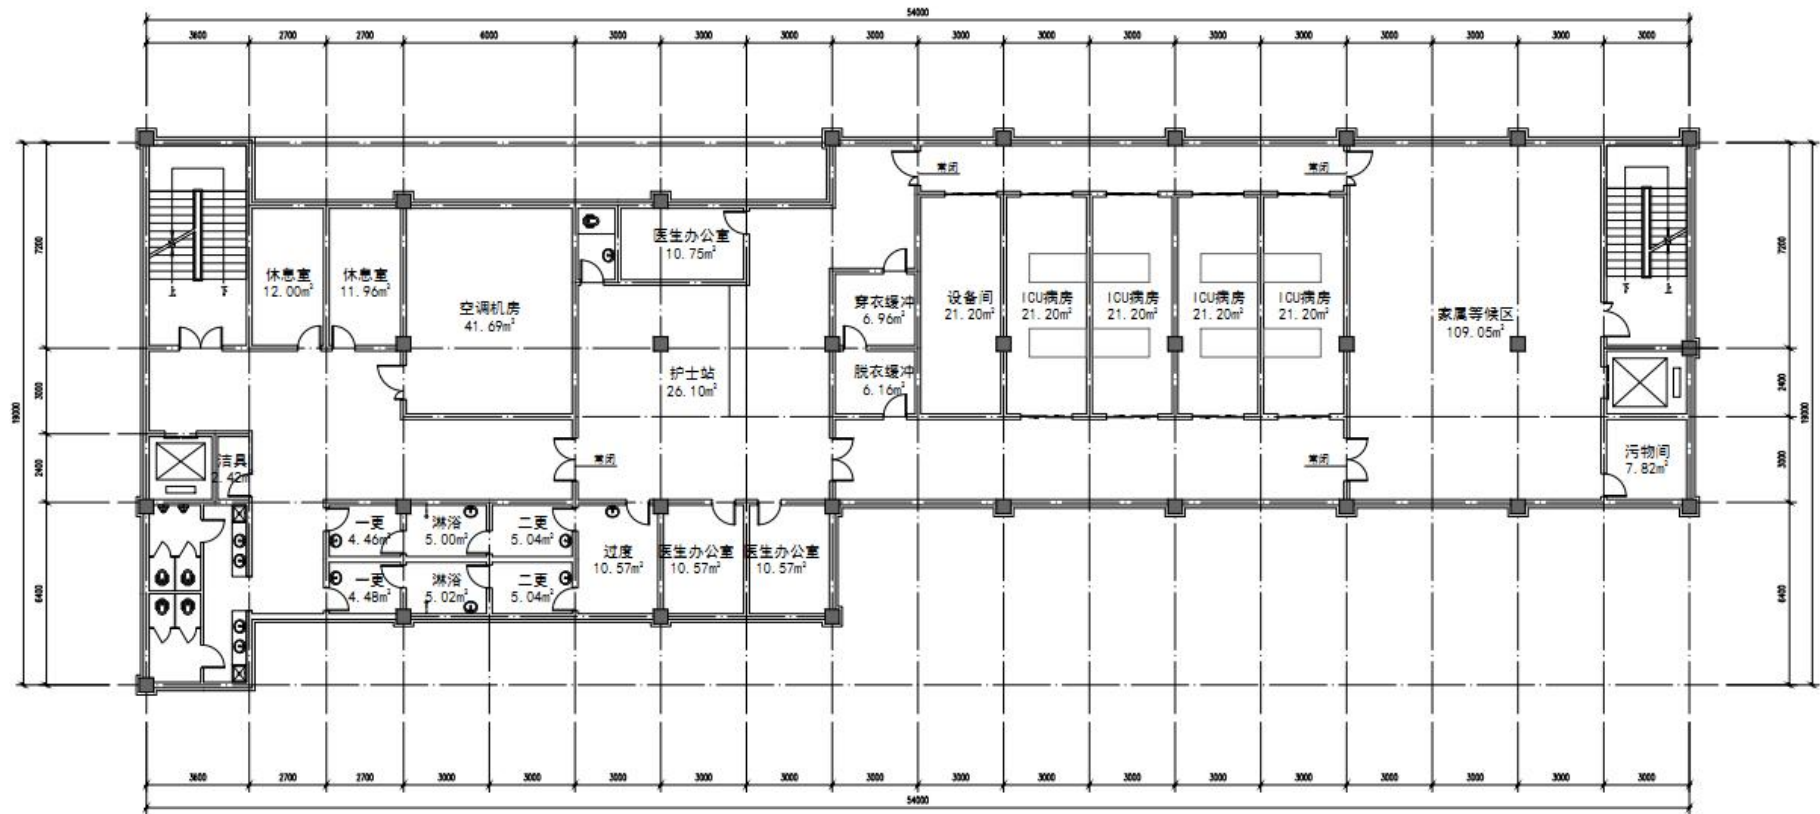 54000
3600 2700 2700 6000 3000 3000 3000 3000 3000 3000 3000 3000 3000 3000 3000 3000
常闭
常闭
上 下
休息室
12.00m²
休息室
11.96m²
空调机房
41.69m²
医生办公室
10.75m²
护士站
26.10m²
穿衣缓冲
6.96m²
脱衣缓冲
6.16m²
设备间
21.20m²
ICU病房
21.20m²
ICU病房
21.20m²
ICU病房
21.20m²
ICU病房
21.20m²
家属等候区
109.05m²
下 上
洁具
2.42m²
常闭
常闭
污物间
7.82m²
一更
4.46m²
淋浴
5.00m²
二更
5.04m²
过度
10.57m²
医生办公室
10.57m²
医生办公室
10.57m²
一更
4.48m²
淋浴
5.02m²
二更
5.04m²
19000
7200
3000
2400
6400
7200
2400
3000
6400
19000
3600 2700 2700 3000 3000 3000 3000 3000 3000 3000 3000 3000 3000 3000 3000 3000 3000
54000